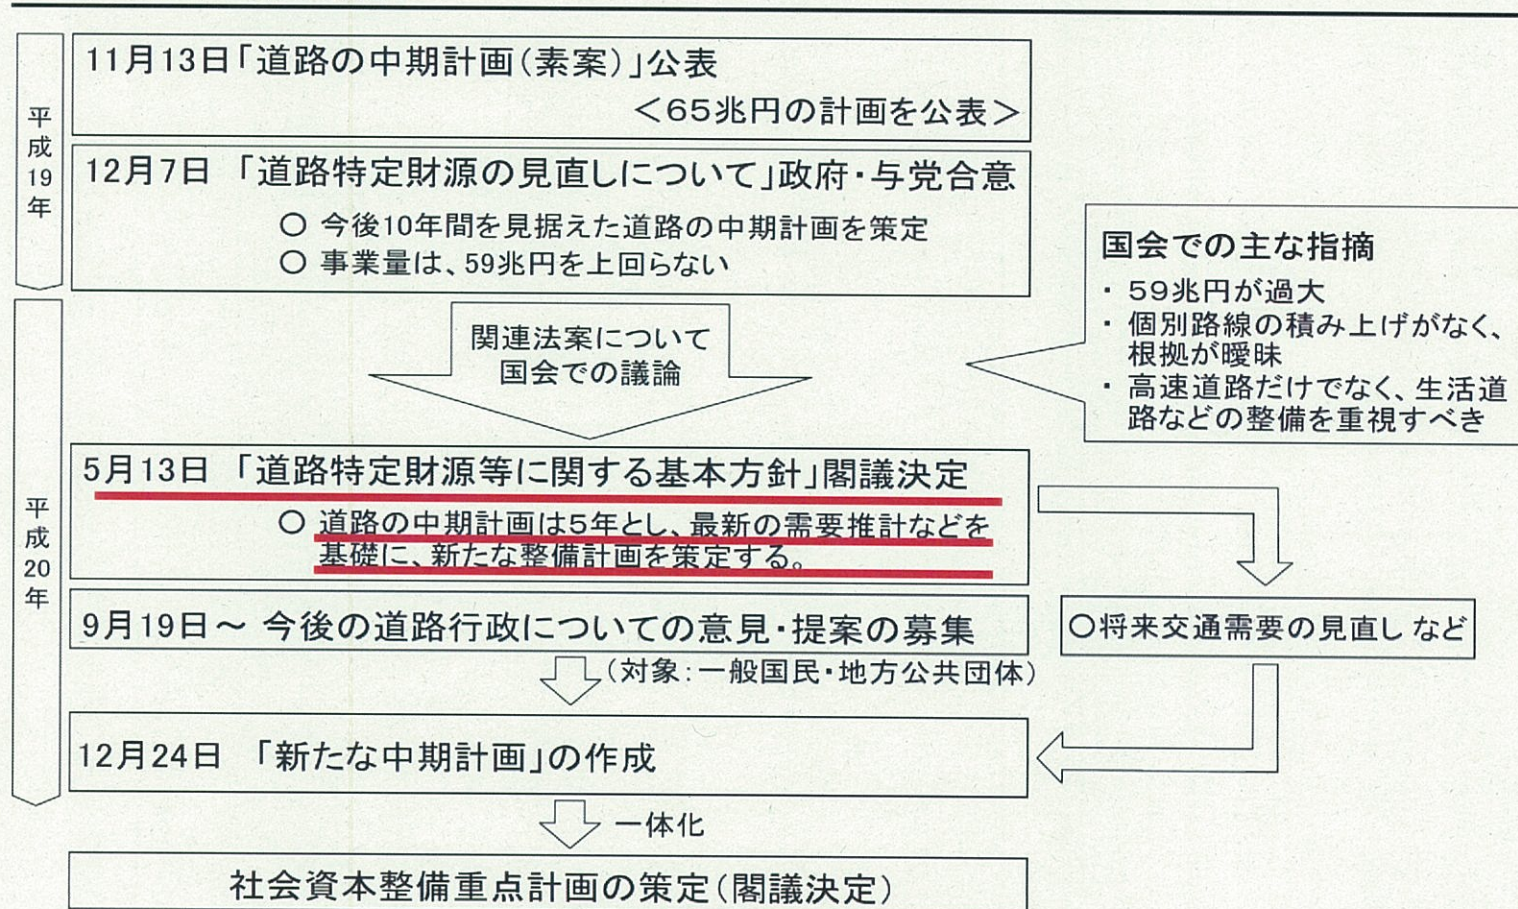 平成19年
11月13日「道路の中期計画(素案)」公表
<65兆円の計画を公表>
12月7日 「道路特定財源の見直しについて」政府・与党合意
○ 今後10年間を見据えた道路の中期計画を策定
○ 事業量は、59兆円を上回らない
関連法案について
国会での議論
国会での主な指摘
・ 59兆円が過大
・ 個別路線の積み上げがなく、
根拠が曖昧
・ 高速道路だけでなく、生活道
路などの整備を重視すべき
平成20年
5月13日 「道路特定財源等に関する基本方針」閣議決定
○ 道路の中期計画は5年とし、最新の需要推計などを
基礎に、新たな整備計画を策定する。
9月19日~ 今後の道路行政についての意見・提案の募集
(対象:一般国民・地方公共団体)
○将来交通需要の見直し など
12月24日 「新たな中期計画」の作成
一体化
社会資本整備重点計画の策定(閣議決定)